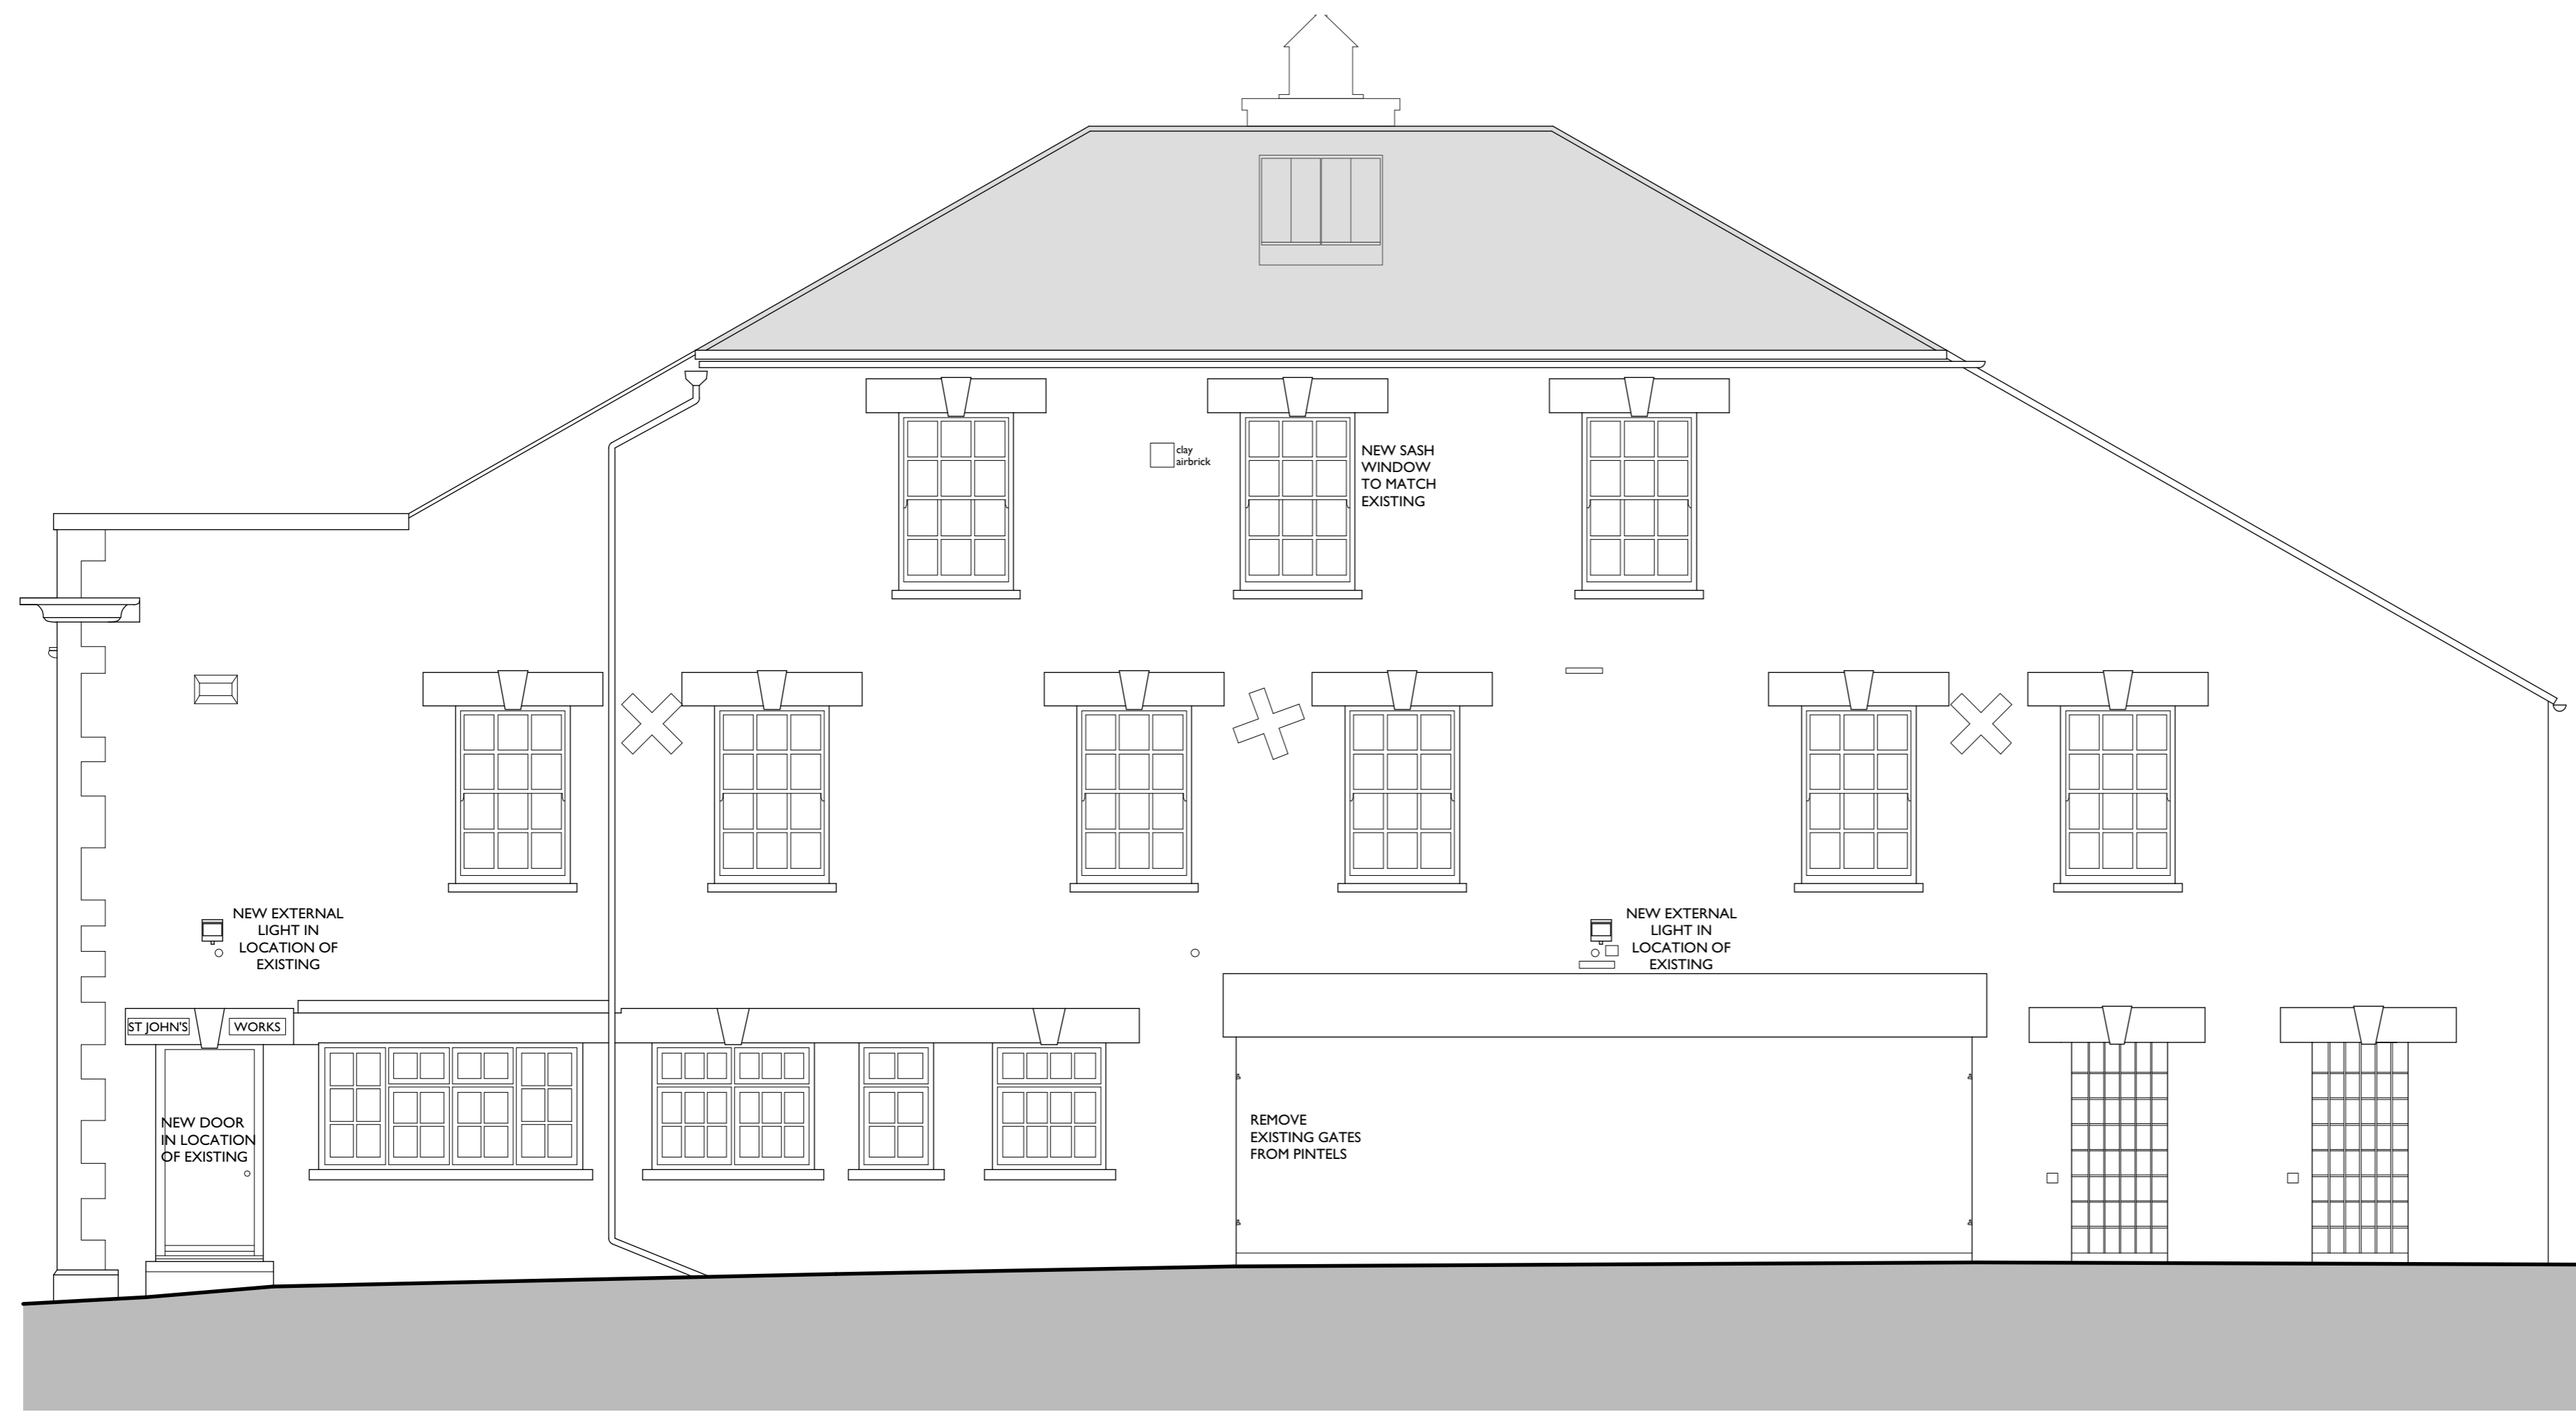 clay
airbrick
NEW SASH
WINDOW
TO MATCH
EXISTING
NEW EXTERNAL
LIGHT IN
LOCATION OF
EXISTING
NEW EXTERNAL
LIGHT IN
LOCATION OF
EXISTING
ST JOHN'S
WORKS
NEW DOOR
IN LOCATION
OF EXISTING
REMOVE
EXISTING GATES
FROM PINTELS